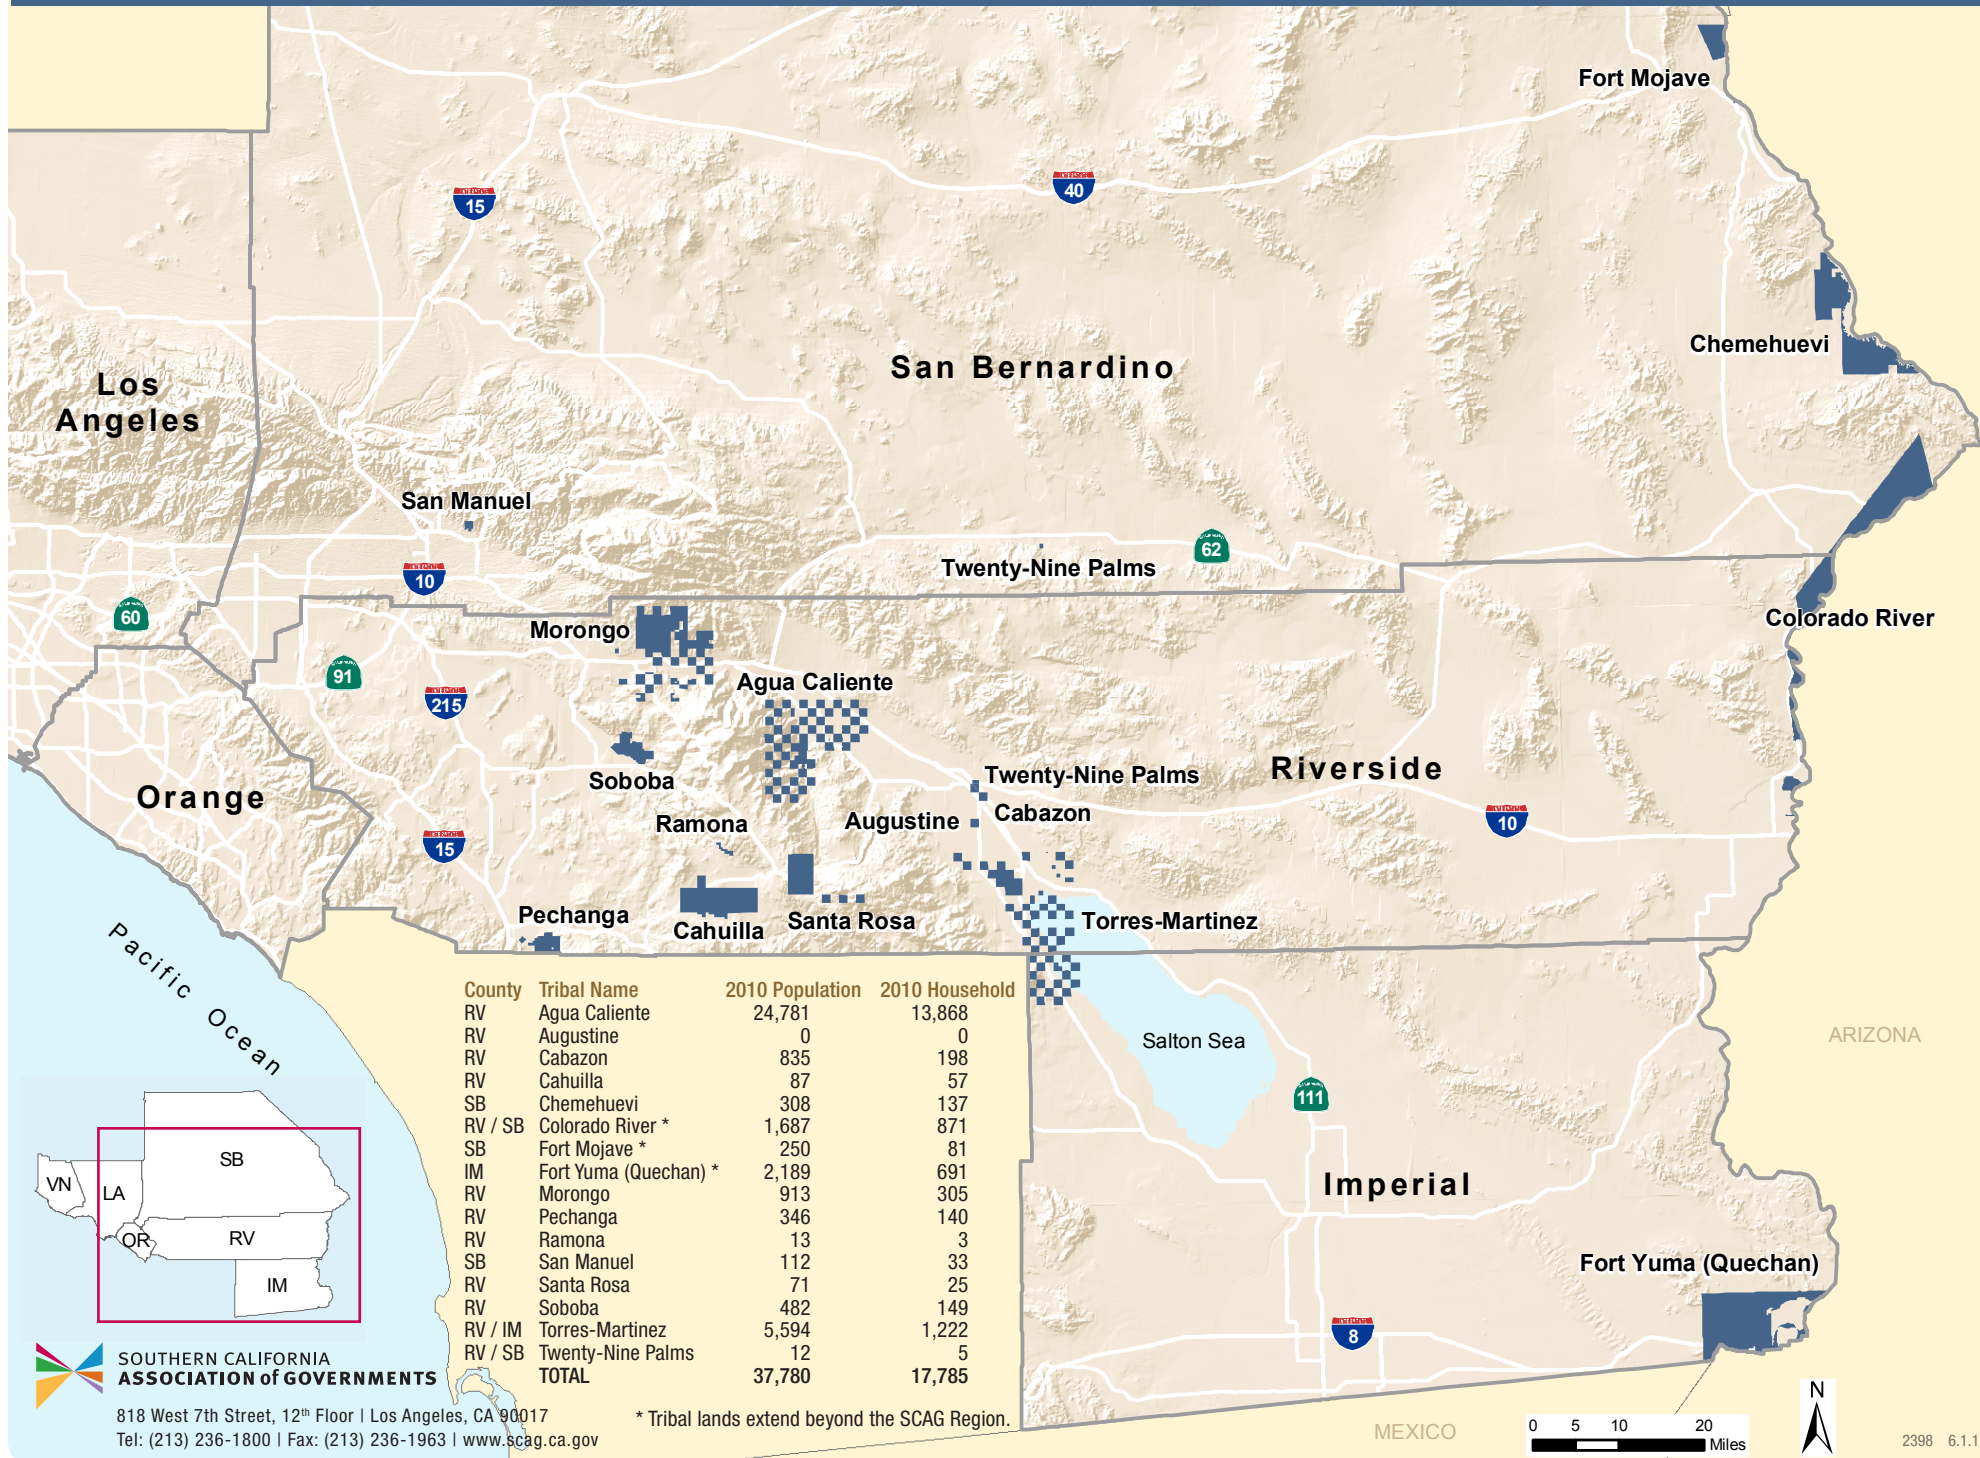 Fort Mojave
15
40
Chemehuevi
San Bernardino
Los
Angeles
San Manuel
62
Twenty-Nine Palms
10
60
Morongo
Colorado River
91
Agua Caliente
215
Soboba
Twenty-Nine Palms
Riverside
Orange
Cabazon
Augustine
Ramona
10
15
Pechanga
Cahuilla
Santa Rosa
Torres-Martinez
Pacific Ocean
County Tribal Name 2010 Population 2010 Household
RV Agua Caliente 24,781 13,868
RV Augustine 0 0
RV Cabazon 835 198
RV Cahuilla 87 57
SB Chemehuevi 308 137
RV / SB Colorado River * 1,687 871
SB Fort Mojave * 250 81
IM Fort Yuma (Quechan) * 2,189 691
RV Morongo 913 305
RV Pechanga 346 140
RV Ramona 13 3
SB San Manuel 112 33
RV Santa Rosa 71 25
RV Soboba 482 149
RV / IM Torres-Martinez 5,594 1,222
RV / SB Twenty-Nine Palms 12 5
TOTAL 37,780 17,785
* Tribal lands extend beyond the SCAG Region.
Salton Sea
ARIZONA
111
Imperial
Fort Yuma (Quechan)
8
MEXICO
SB
VN
LA
OR
RV
IM
SOUTHERN CALIFORNIA
ASSOCIATION of GOVERNMENTS
818 West 7th Street, 12th Floor | Los Angeles, CA 90017
Tel: (213) 236-1800 | Fax: (213) 236-1963 | www.scag.ca.gov
0 5 10 20
Miles
N
2398 6.1.1